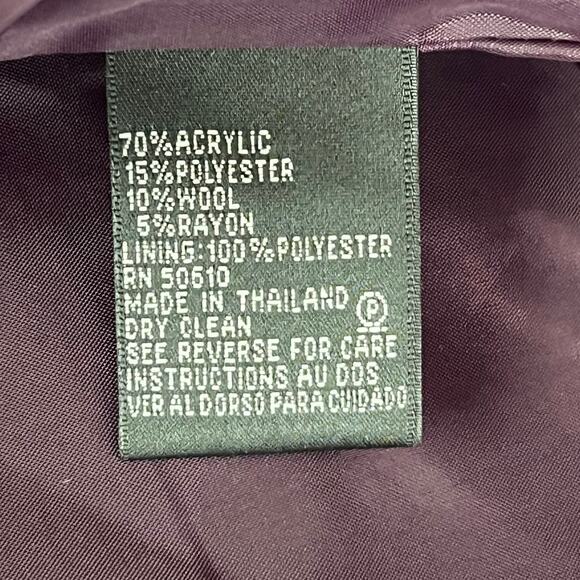 70%ACRYLIC
15%POLYESTER
10%WOOL
5%RAYON
LINING:100%POLYESTER
RN 50610
MADE IN THAILAND
P
DRY CLEAN
SEE REVERSE FOR CARE
INSTRUCTIONS AU DOS
VER AL DORSO PARA CUIDADO